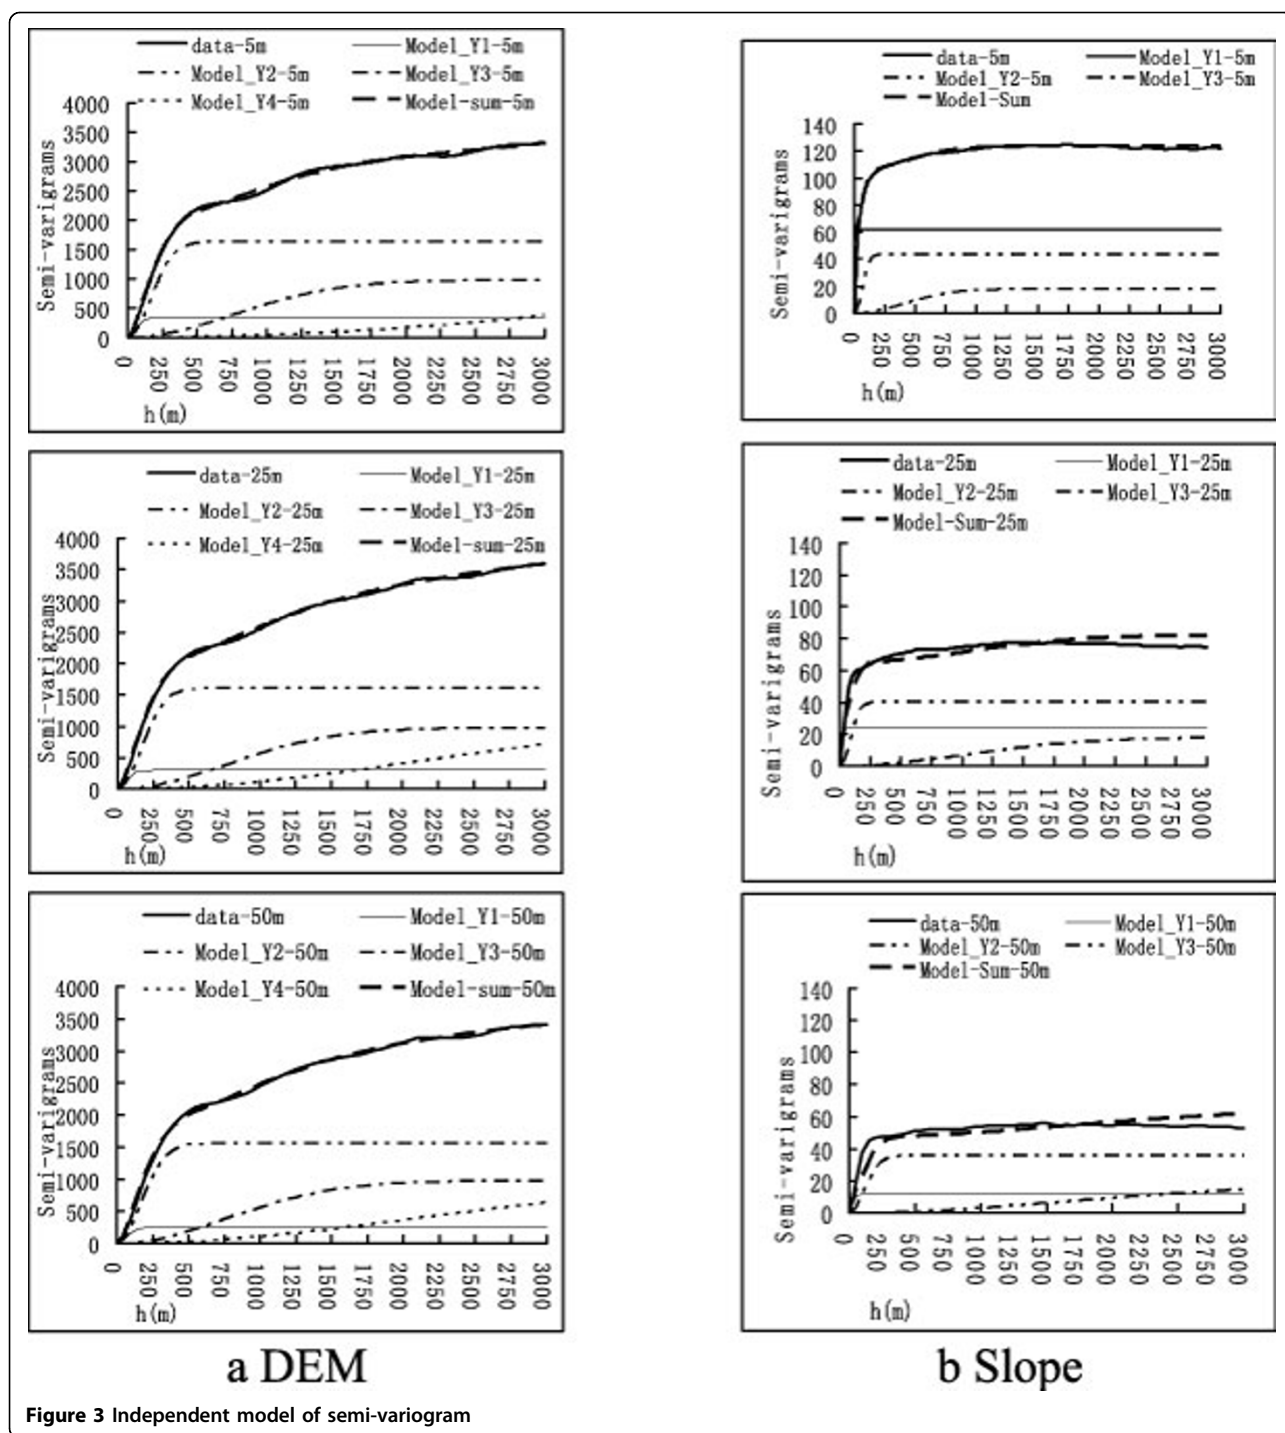 data-5m Model_Y1-5m
Model_Y2-5m Model_Y3-5m
Model_Y4-5m Model-sum-5m
Semi-varigrams
4000
3500
3000
2500
2000
1500
1000
500
0
0 250 500 750 1000 1250 1500 1750 2000 2250 2500 2750 3000
h(m)
data-5m Model_Y1-5m
Model_Y2-5m Model_Y3-5m
Model-Sum
Semi-varigrams
140
120
100
80
60
40
20
0
0 250 500 750 1000 1250 1500 1750 2000 2250 2500 2750 3000
h(m)
data-25m Model_Y1-25m
Model_Y2-25m Model_Y3-25m
Model_Y4-25m Model-sum-25m
Semi-varigrams
4000
3500
3000
2500
2000
1500
1000
500
0
0 250 500 750 1000 1250 1500 1750 2000 2250 2500 2750 3000
h(m)
data-25m Model_Y1-25m
Model_Y2-25m Model_Y3-25m
Model-Sum-25m
Semi-varigrams
140
120
100
80
60
40
20
0
0 250 500 750 1000 1250 1500 1750 2000 2250 2500 2750 3000
h(m)
data-50m Model_Y1-50m
Model_Y2-50m Model_Y3-50m
Model_Y4-50m Model-sum-50m
Semi-varigrams
4000
3500
3000
2500
2000
1500
1000
500
0
0 250 500 750 1000 1250 1500 1750 2000 2250 2500 2750 3000
h(m)
data-50m Model_Y1-50m
Model_Y2-50m Model_Y3-50m
Model-Sum-50m
Semi-varigrams
140
120
100
80
60
40
20
0
0 250 500 750 1000 1250 1500 1750 2000 2250 2500 2750 3000
h(m)
a DEM
b Slope
Figure 3 Independent model of semi-variogram